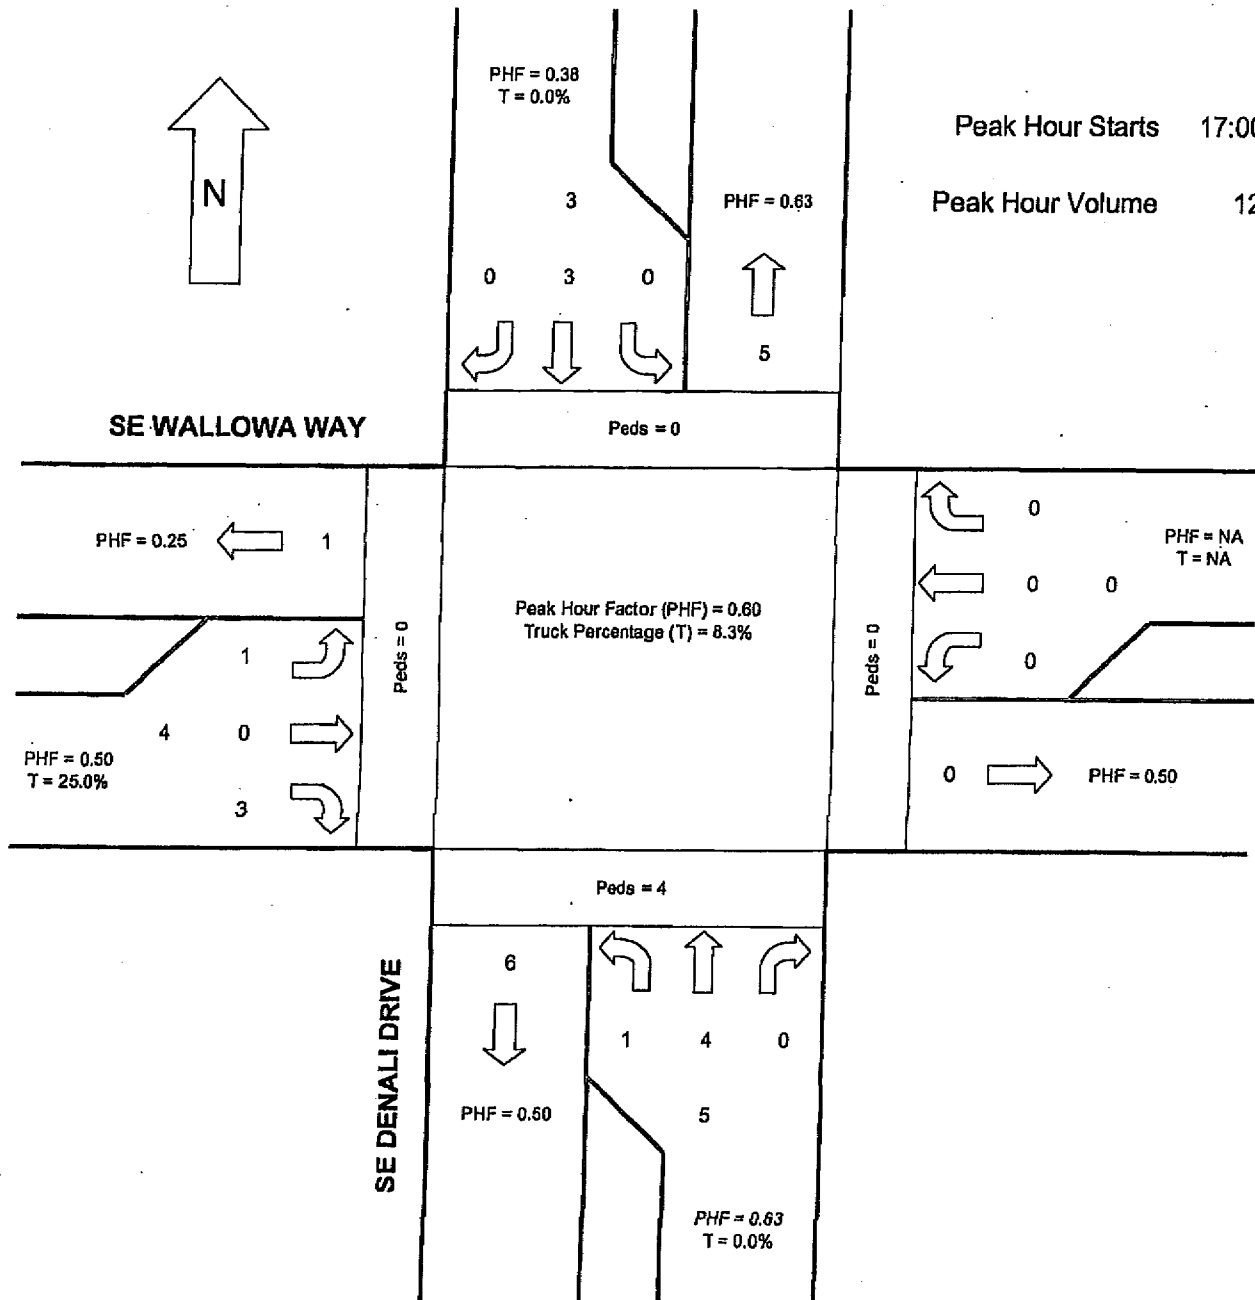 PHF = 0.38
T = 0.0%
Peak Hour Starts 17:00
N
3
PHF = 0.63
Peak Hour Volume 12
0 3 0
5
SE WALLOWA WAY
Peds = 0
PHF = 0.25 1
0
PHF = NA
T = NA
0 0
0
Peak Hour Factor (PHF) = 0.60
Truck Percentage (T) = 8.3%
Peds = 0
Peds = 0
1
4 0
PHF = 0.50
T = 25.0%
3
0 PHF = 0.50
Peds = 4
6
SE DENALI DRIVE
1 4 0
PHF = 0.50
5
PHF = 0.63
T = 0.0%